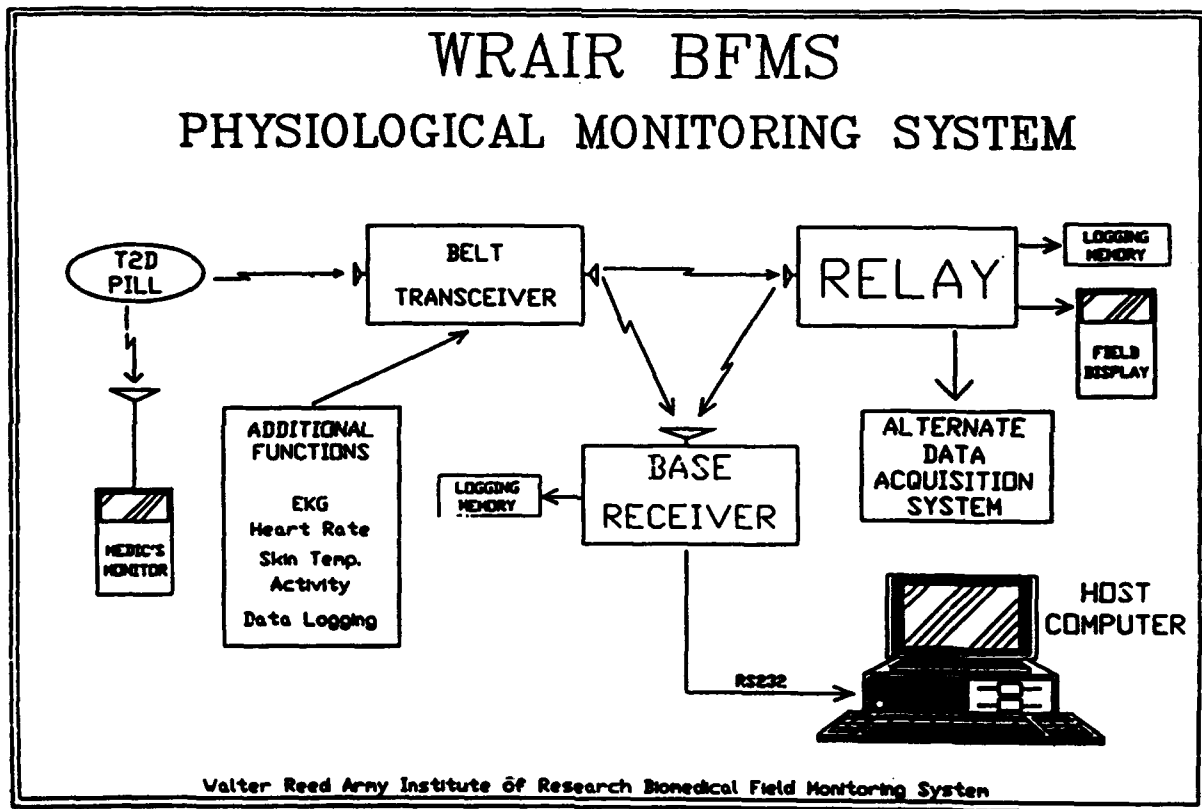 WRAIR BFMS
PHYSIOLOGICAL MONITORING SYSTEM
T2D
PILL
BELT
TRANSCEIVER
RELAY
LOGGING
MEMORY
FIELD
DISPLAY
MEDIC'S
MONITOR
ADDITIONAL
FUNCTIONS
EKG
Heart Rate
Skin Temp.
Activity
Data Logging
LOGGING
MEMORY
BASE
RECEIVER
ALTERNATE
DATA
ACQUISITION
SYSTEM
HOST
COMPUTER
RS232
Walter Reed Army Institute of Research Biomedical Field Monitoring System